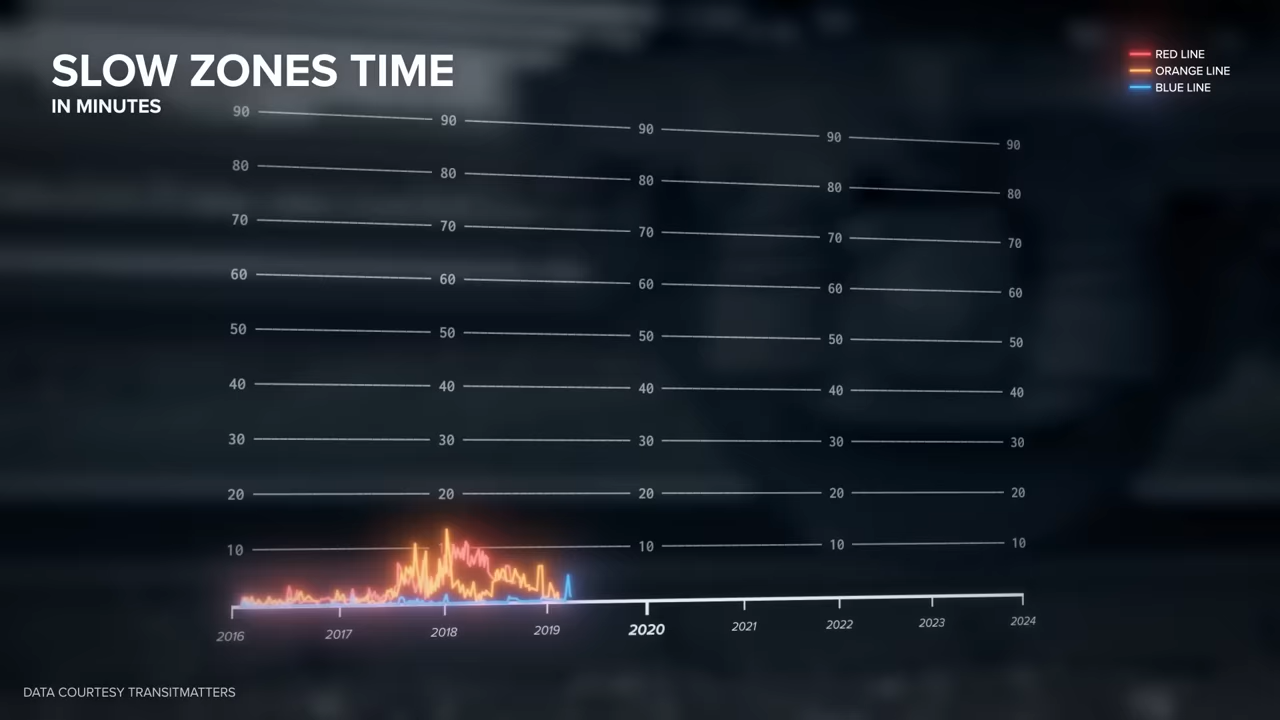 SLOW ZONES TIME
IN MINUTES
RED LINE
ORANGE LINE
BLUE LINE
90 90 90 90 90
80 80 80 80 80
70 70 70 70 70
60 60 60 60 60
50 50 50 50 50
40 40 40 40 40
30 30 30 30 30
20 20 20 20 20
10 10 10 10
2016 2017 2018 2019 2020 2021 2022 2023 2024
DATA COURTESY TRANSITMATTERS